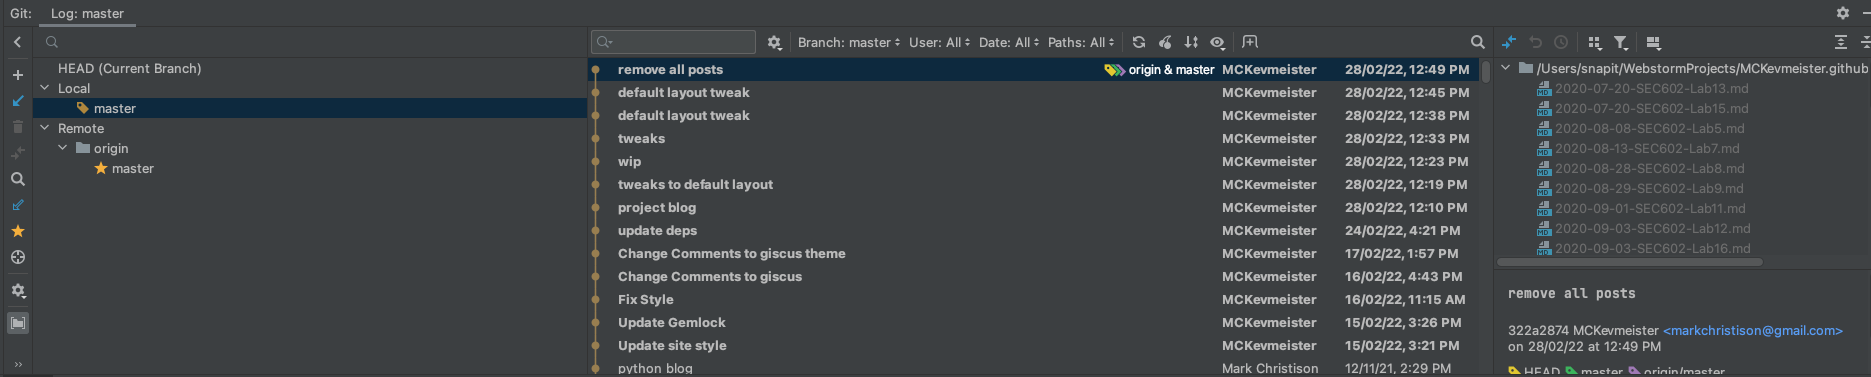 Git: Log: master
HEAD (Current Branch)
Local
master
Remote
origin
master
Branch: master User: All Date: All Paths: All
remove all posts origin & master MCKevmeister 28/02/22, 12:49 PM
default layout tweak MCKevmeister 28/02/22, 12:45 PM
default layout tweak MCKevmeister 28/02/22, 12:38 PM
tweaks MCKevmeister 28/02/22, 12:33 PM
wip MCKevmeister 28/02/22, 12:23 PM
tweaks to default layout MCKevmeister 28/02/22, 12:19 PM
project blog MCKevmeister 28/02/22, 12:10 PM
update deps MCKevmeister 24/02/22, 4:21 PM
Change Comments to giscus theme MCKevmeister 17/02/22, 1:57 PM
Change Comments to giscus MCKevmeister 16/02/22, 4:43 PM
Fix Style MCKevmeister 16/02/22, 11:15 AM
Update Gemlock MCKevmeister 15/02/22, 3:26 PM
Update site style MCKevmeister 15/02/22, 3:21 PM
python blog Mark Christison 12/11/21, 2:29 PM
/Users/snapit/WebstormProjects/MCKevmeister.github
2020-07-20-SEC602-Lab13.md
2020-07-20-SEC602-Lab15.md
2020-08-08-SEC602-Lab5.md
2020-08-13-SEC602-Lab7.md
2020-08-28-SEC602-Lab8.md
2020-08-29-SEC602-Lab9.md
2020-09-01-SEC602-Lab11.md
2020-09-03-SEC602-Lab12.md
2020-09-03-SEC602-Lab16.md
remove all posts
322a2874 MCKevmeister <markchristison@gmail.com>
on 28/02/22 at 12:49 PM
HEAD master origin/master